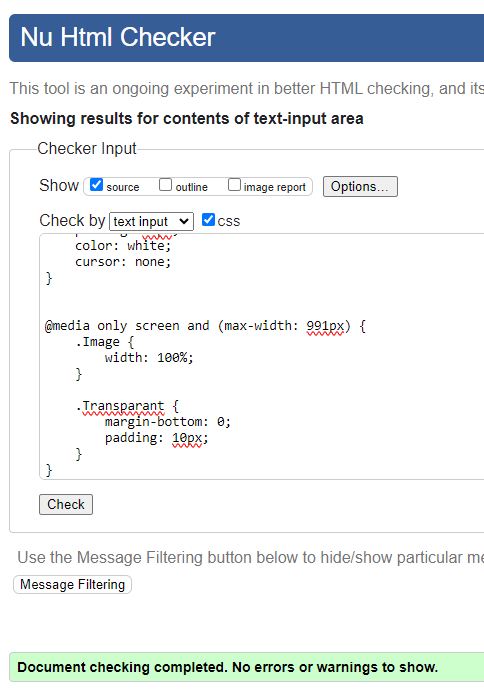 Nu Html Checker
This tool is an ongoing experiment in better HTML checking, and its
Showing results for contents of text-input area
Checker Input
Show source outline image report Options...
Check by text input css
color: white;
cursor: none;
}
@media only screen and (max-width: 991px) {
.Image {
width: 100%;
}
.Transparant {
margin-bottom: 0;
padding: 10px;
}
}
Check
Use the Message Filtering button below to hide/show particular me
Message Filtering
Document checking completed. No errors or warnings to show.